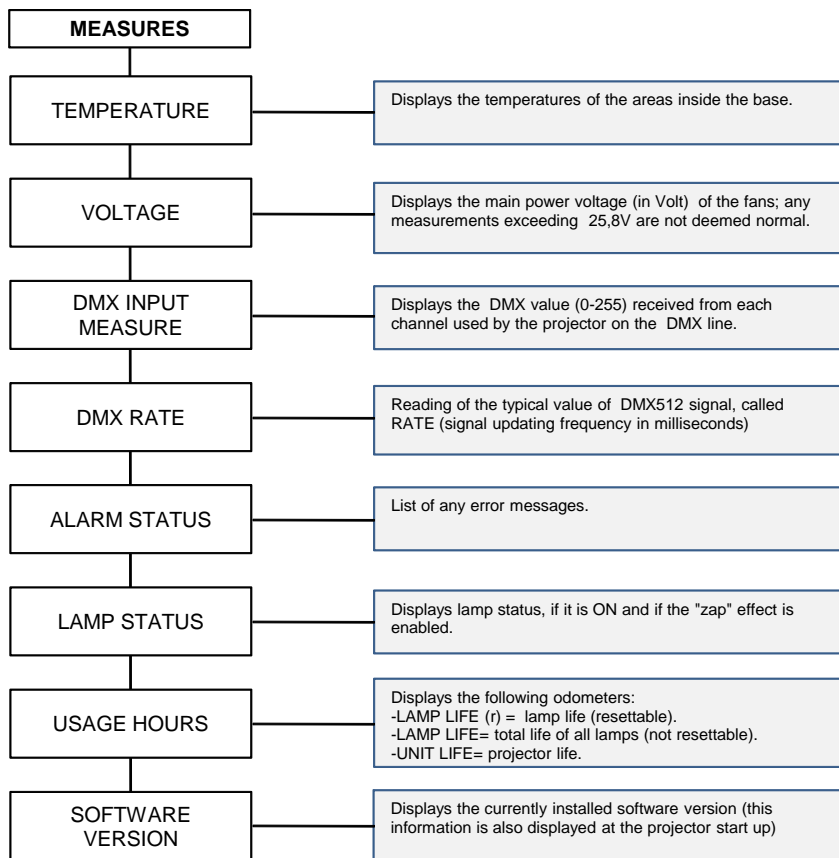 MEASURES
TEMPERATURE
Displays the temperatures of the areas inside the base.
VOLTAGE
Displays the main power voltage (in Volt) of the fans; any
measurements exceeding 25,8V are not deemed normal.
DMX INPUT
MEASURE
Displays the DMX value (0-255) received from each
channel used by the projector on the DMX line.
DMX RATE
Reading of the typical value of DMX512 signal, called
RATE (signal updating frequency in milliseconds)
ALARM STATUS
List of any error messages.
LAMP STATUS
Displays lamp status, if it is ON and if the "zap" effect is
enabled.
USAGE HOURS
Displays the following odometers:
-LAMP LIFE (r) = lamp life (resettable).
-LAMP LIFE= total life of all lamps (not resettable).
-UNIT LIFE= projector life.
SOFTWARE
VERSION
Displays the currently installed software version (this
information is also displayed at the projector start up)